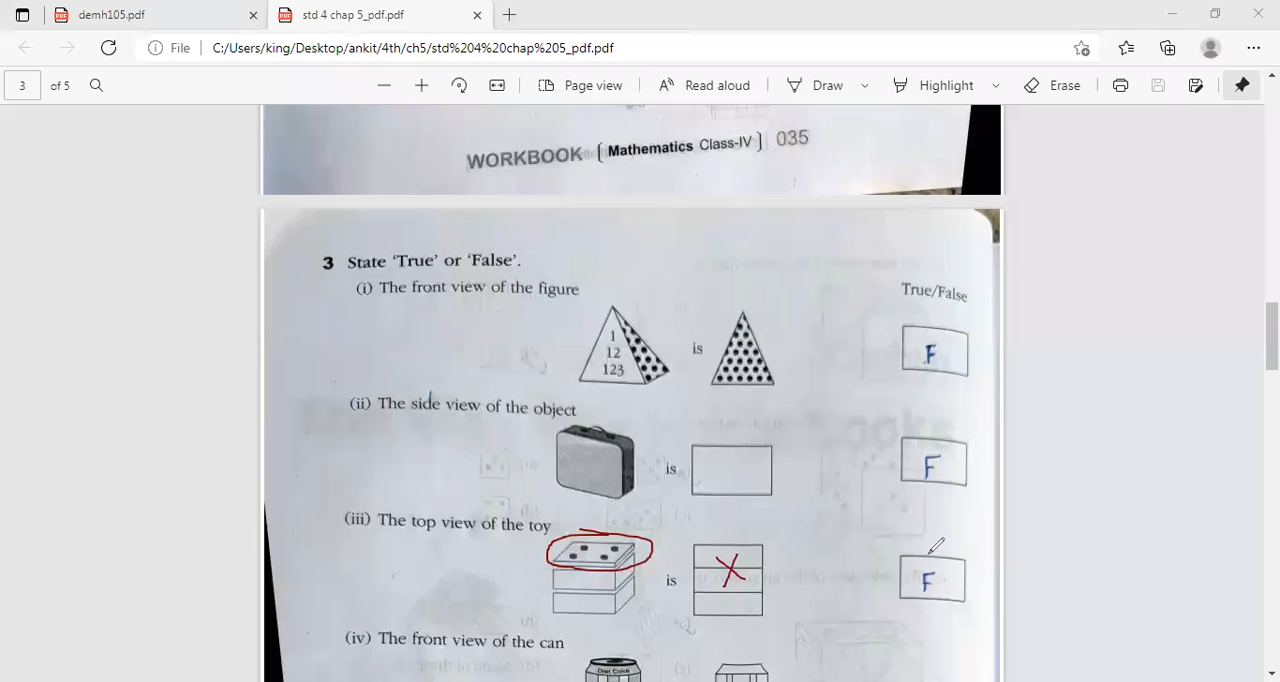 demh105.pdf
std 4 chap 5_pdf.pdf
File
C:/Users/king/Desktop/ankit/4th/ch5/std%204%20chap%205_pdf.pdf
3 of 5
Page view
Read aloud
Draw
Highlight
Erase
WORKBOOK ( Mathematics Class-IV ) 035
3 State 'True' or 'False'.
True/False
(i) The front view of the figure
1
12
123
is
F
(ii) The side view of the object
is
F
(iii) The top view of the toy
is
X
F
(iv) The front view of the can
Diet Coke